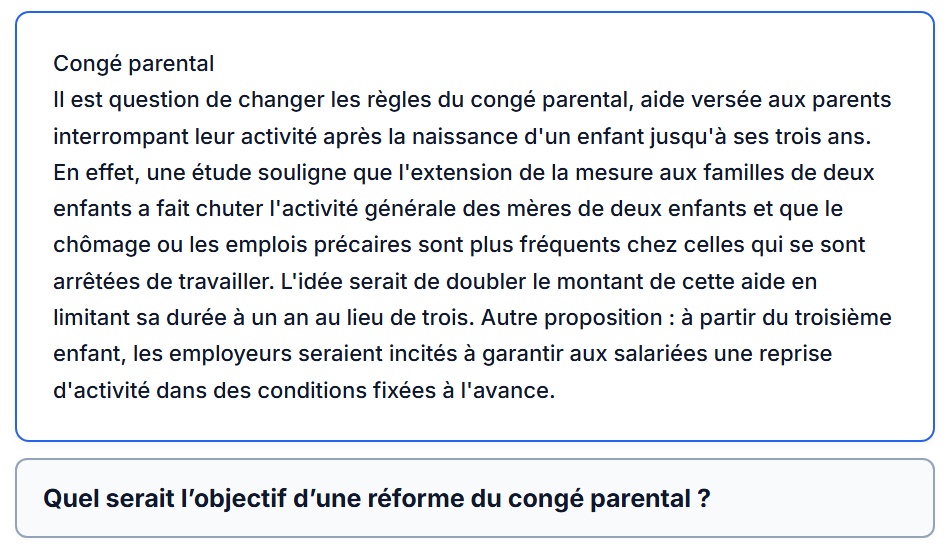 Congé parental
Il est question de changer les règles du congé parental, aide versée aux parents
interrompant leur activité après la naissance d'un enfant jusqu'à ses trois ans.
En effet, une étude souligne que l'extension de la mesure aux familles de deux
enfants a fait chuter l'activité générale des mères de deux enfants et que le
chômage ou les emplois précaires sont plus fréquents chez celles qui se sont
arrêtées de travailler. L'idée serait de doubler le montant de cette aide en
limitant sa durée à un an au lieu de trois. Autre proposition : à partir du troisième
enfant, les employeurs seraient incités à garantir aux salariées une reprise
d'activité dans des conditions fixées à l'avance.
Quel serait l’objectif d’une réforme du congé parental ?